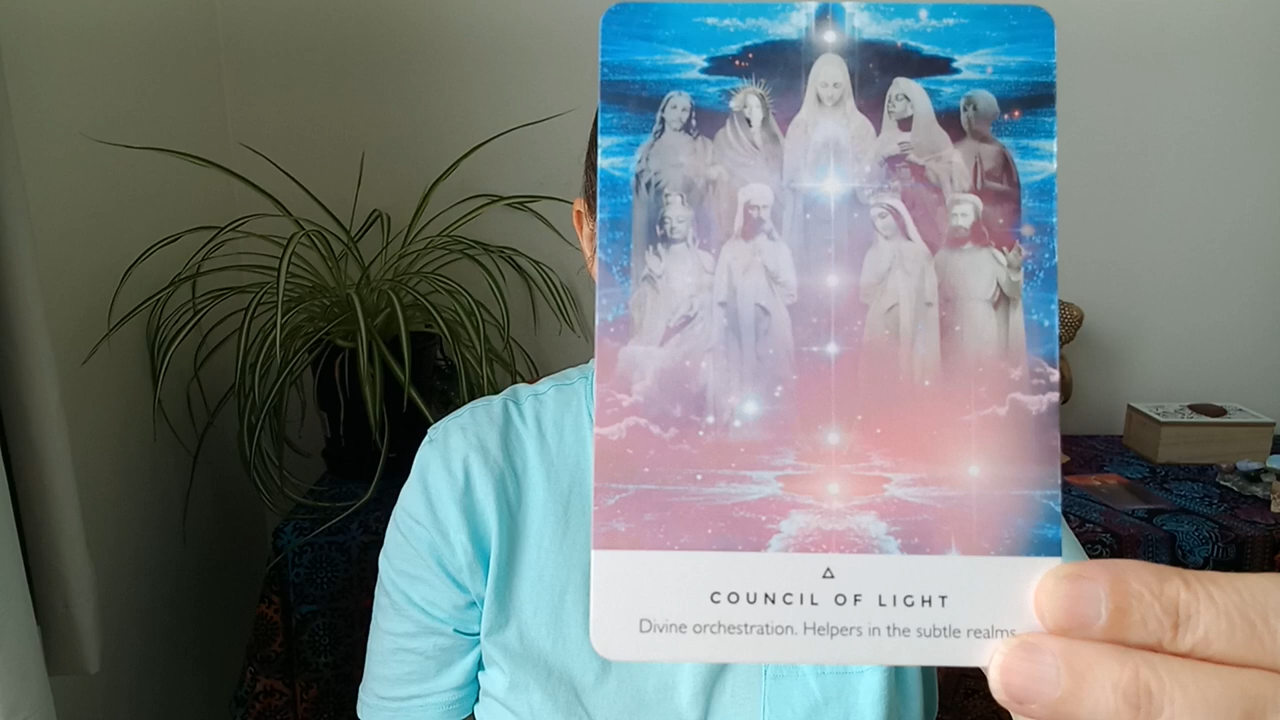 COUNCIL OF LIGHT
Divine orchestration. Helpers in the subtle realms.